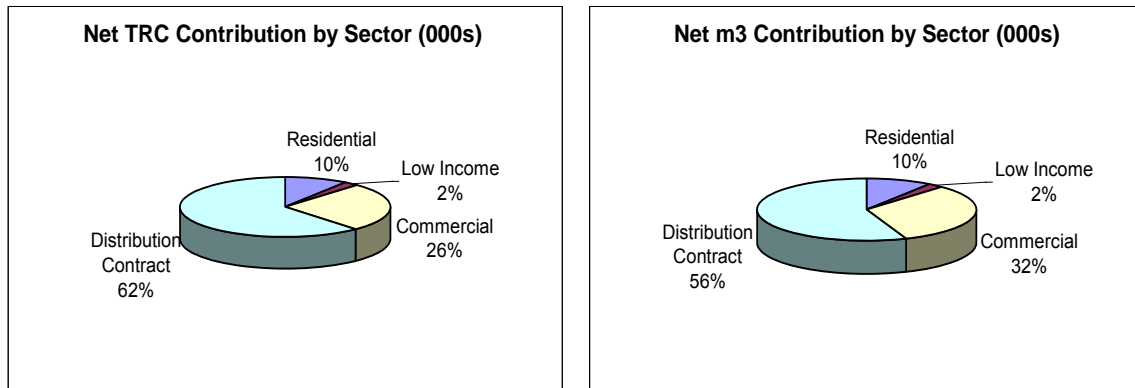 Net TRC Contribution by Sector (000s)
Residential
10%
Low Income
2%
Commercial
26%
Distribution
Contract
62%
Net m3 Contribution by Sector (000s)
Residential
10%
Low Income
2%
Commercial
32%
Distribution
Contract
56%